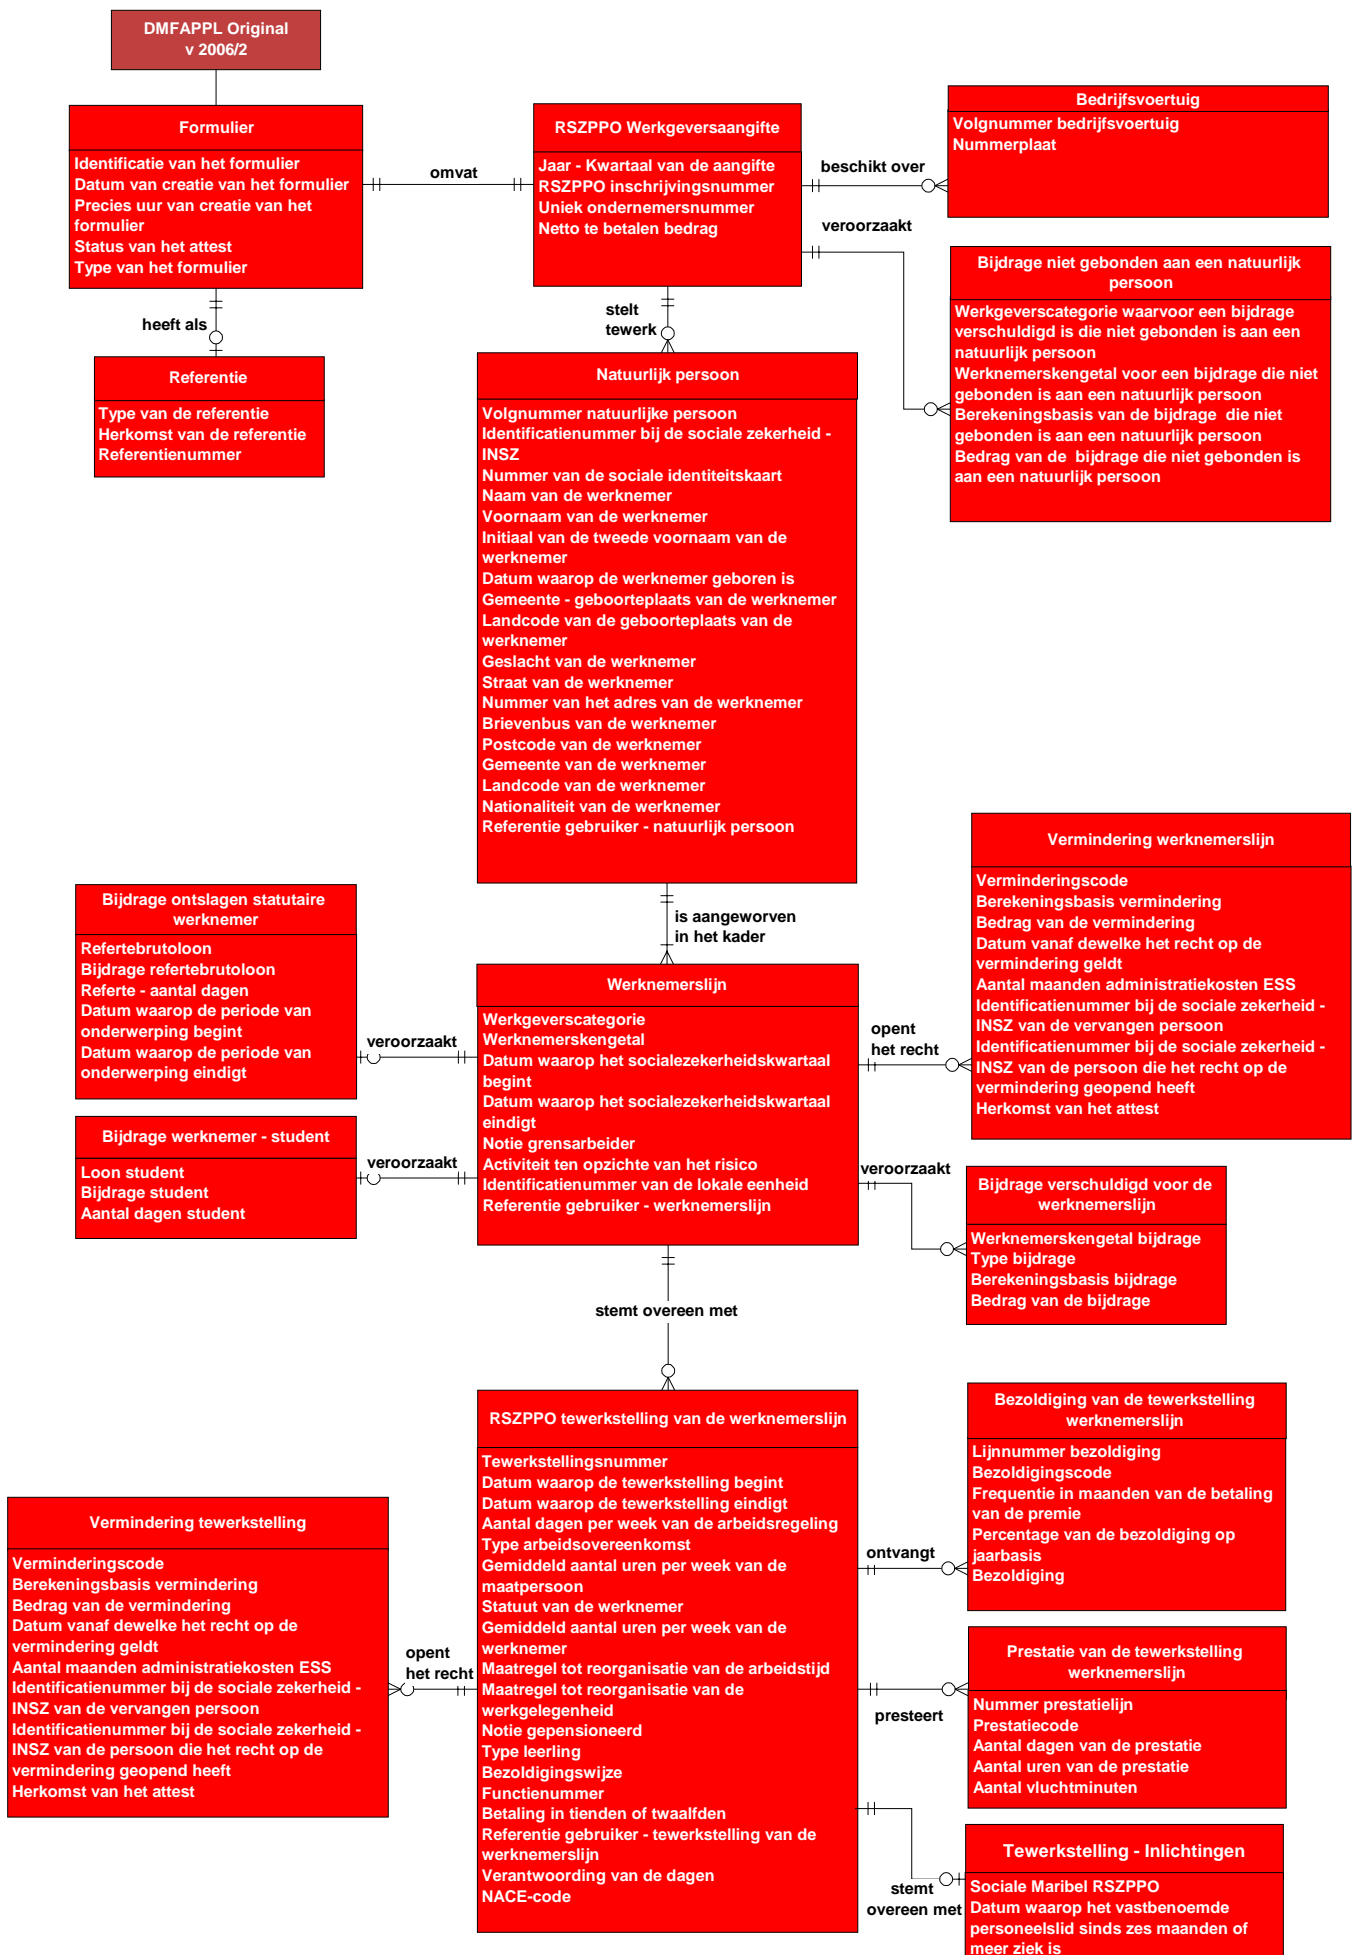 DMFAPPL Original
v 2006/2
Formulier
Identificatie van het formulier
Datum van creatie van het formulier
Precies uur van creatie van het
formulier
Status van het attest
Type van het formulier
omvat
RSZPPO Werkgeversaangifte
Jaar - Kwartaal van de aangifte
RSZPPO inschrijvingsnummer
Uniek ondernemersnummer
Netto te betalen bedrag
beschikt over
Bedrijfsvoertuig
Volgnummer bedrijfsvoertuig
Nummerplaat
veroorzaakt
Bijdrage niet gebonden aan een natuurlijk
persoon
Werkgeverscategorie waarvoor een bijdrage
verschuldigd is die niet gebonden is aan een
natuurlijk persoon
Werknemerskengetal voor een bijdrage die niet
gebonden is aan een natuurlijk persoon
Berekeningsbasis van de bijdrage  die niet
gebonden is aan een natuurlijk persoon
Bedrag van de  bijdrage die niet gebonden is
aan een natuurlijk persoon
heeft als
Referentie
Type van de referentie
Herkomst van de referentie
Referentienummer
stelt
tewerk
Natuurlijk persoon
Volgnummer natuurlijke persoon
Identificatienummer bij de sociale zekerheid -
INSZ
Nummer van de sociale identiteitskaart
Naam van de werknemer
Voornaam van de werknemer
Initiaal van de tweede voornaam van de
werknemer
Datum waarop de werknemer geboren is
Gemeente - geboorteplaats van de werknemer
Landcode van de geboorteplaats van de
werknemer
Geslacht van de werknemer
Straat van de werknemer
Nummer van het adres van de werknemer
Brievenbus van de werknemer
Postcode van de werknemer
Gemeente van de werknemer
Landcode van de werknemer
Nationaliteit van de werknemer
Referentie gebruiker - natuurlijk persoon
is aangeworven
in het kader
Bijdrage ontslagen statutaire
werknemer
Refertebrutoloon
Bijdrage refertebrutoloon
Referte - aantal dagen
Datum waarop de periode van
onderwerping begint
Datum waarop de periode van
onderwerping eindigt
veroorzaakt
Bijdrage werknemer - student
Loon student
Bijdrage student
Aantal dagen student
veroorzaakt
Werknemerslijn
Werkgeverscategorie
Werknemerskengetal
Datum waarop het socialezekerheidskwartaal
begint
Datum waarop het socialezekerheidskwartaal
eindigt
Notie grensarbeider
Activiteit ten opzichte van het risico
Identificatienummer van de lokale eenheid
Referentie gebruiker - werknemerslijn
opent
het recht
Vermindering werknemerslijn
Verminderingscode
Berekeningsbasis vermindering
Bedrag van de vermindering
Datum vanaf dewelke het recht op de
vermindering geldt
Aantal maanden administratiekosten ESS
Identificatienummer bij de sociale zekerheid -
INSZ van de vervangen persoon
Identificatienummer bij de sociale zekerheid -
INSZ van de persoon die het recht op de
vermindering geopend heeft
Herkomst van het attest
veroorzaakt
Bijdrage verschuldigd voor de
werknemerslijn
Werknemerskengetal bijdrage
Type bijdrage
Berekeningsbasis bijdrage
Bedrag van de bijdrage
stemt overeen met
RSZPPO tewerkstelling van de werknemerslijn
Tewerkstellingsnummer
Datum waarop de tewerkstelling begint
Datum waarop de tewerkstelling eindigt
Aantal dagen per week van de arbeidsregeling
Type arbeidsovereenkomst
Gemiddeld aantal uren per week van de
maatpersoon
Statuut van de werknemer
Gemiddeld aantal uren per week van de
werknemer
Maatregel tot reorganisatie van de arbeidstijd
Maatregel tot reorganisatie van de
werkgelegenheid
Notie gepensioneerd
Type leerling
Bezoldigingswijze
Functienummer
Betaling in tienden of twaalfden
Referentie gebruiker - tewerkstelling van de
werknemerslijn
Verantwoording van de dagen
NACE-code
opent
het recht
Vermindering tewerkstelling
Verminderingscode
Berekeningsbasis vermindering
Bedrag van de vermindering
Datum vanaf dewelke het recht op de
vermindering geldt
Aantal maanden administratiekosten ESS
Identificatienummer bij de sociale zekerheid -
INSZ van de vervangen persoon
Identificatienummer bij de sociale zekerheid -
INSZ van de persoon die het recht op de
vermindering geopend heeft
Herkomst van het attest
ontvangt
Bezoldiging van de tewerkstelling
werknemerslijn
Lijnnummer bezoldiging
Bezoldigingscode
Frequentie in maanden van de betaling
van de premie
Percentage van de bezoldiging op
jaarbasis
Bezoldiging
presteert
Prestatie van de tewerkstelling
werknemerslijn
Nummer prestatielijn
Prestatiecode
Aantal dagen van de prestatie
Aantal uren van de prestatie
Aantal vluchtminuten
stemt
overeen met
Tewerkstelling - Inlichtingen
Sociale Maribel RSZPPO
Datum waarop het vastbenoemde
personeelslid sinds zes maanden of
meer ziek is